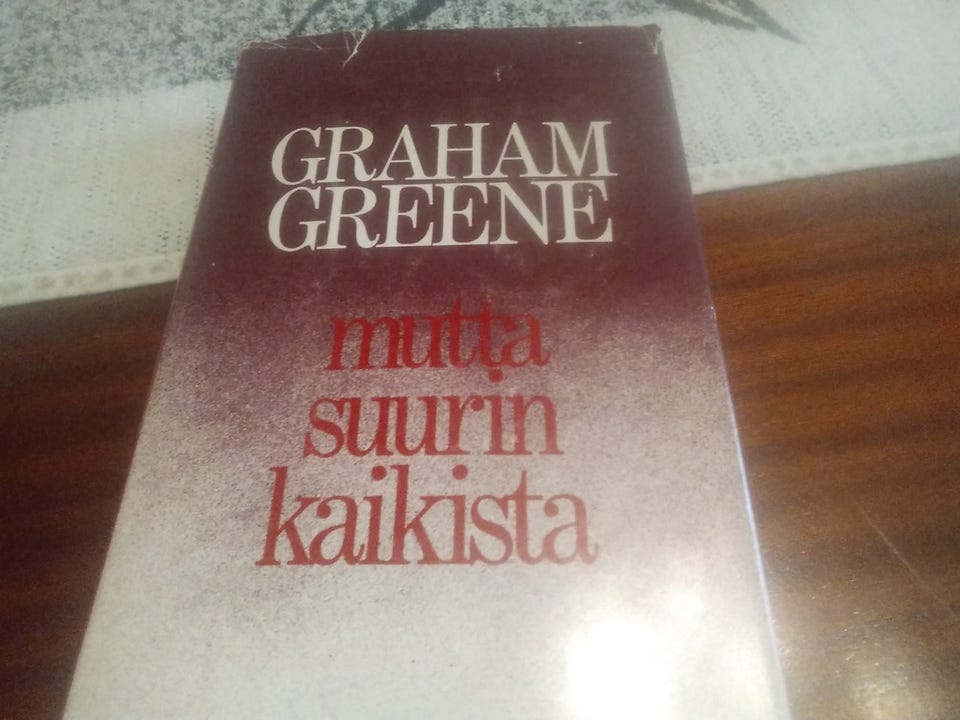 GRAHAM
GREENE
mutta
suurin
kaikista